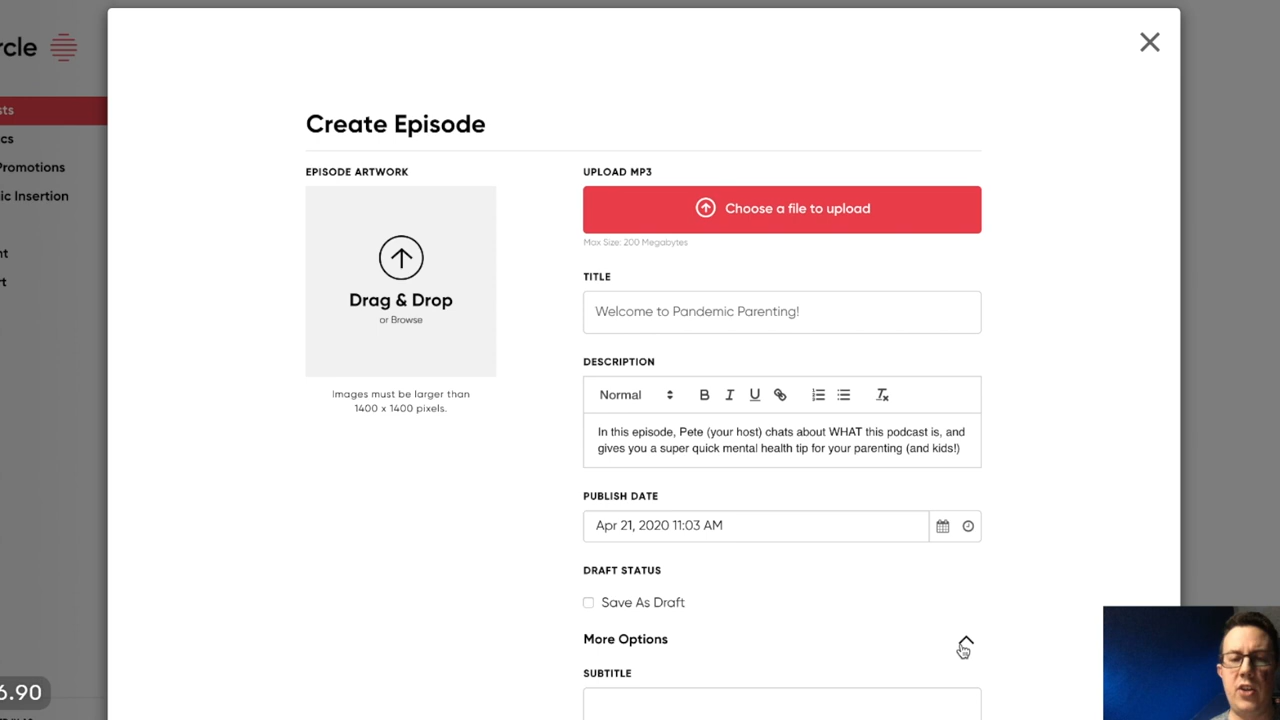 rcle
sts
cs
Promotions
ic Insertion
nt
rt
6.90
Create Episode
EPISODE ARTWORK
Drag & Drop
or Browse
Images must be larger than
1400 x 1400 pixels.
UPLOAD MP3
Choose a file to upload
Max Size: 200 Megabytes
TITLE
Welcome to Pandemic Parenting!
DESCRIPTION
Normal B I U
In this episode, Pete (your host) chats about WHAT this podcast is, and
gives you a super quick mental health tip for your parenting (and kids!)
PUBLISH DATE
Apr 21, 2020 11:03 AM
DRAFT STATUS
Save As Draft
More Options
SUBTITLE